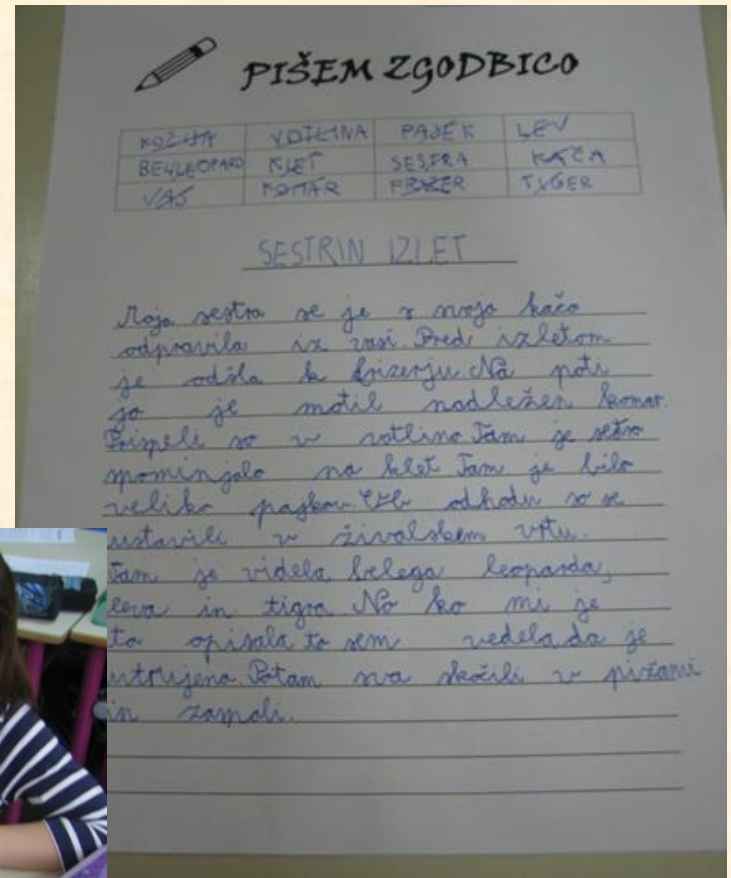 PIŠEM ZGODBICO
VOTLINA PAJEK LEV
BELI LEOPARD KLET SESTRA KAČA
VAS KOMAR FRIZER TIGER
SESTRIN IZLET
Moja sestra se je s svojo kačo
odpravila iz vasi. Pred izletom
je odšla k frizerju. Na poti
jo je motil nadležen komar.
Prispeli so v votlino Tam je sestro
spominjalo na klet Tam je bilo
veliko pajkov. Ob odhodu so se
ustavili v živalskem vrtu.
Tam je videla belega leoparda,
leva in tigra No ko mi je
to opisala to sem vedela da je
utrujena. Potem sva skočili v pižami
in zaspali.